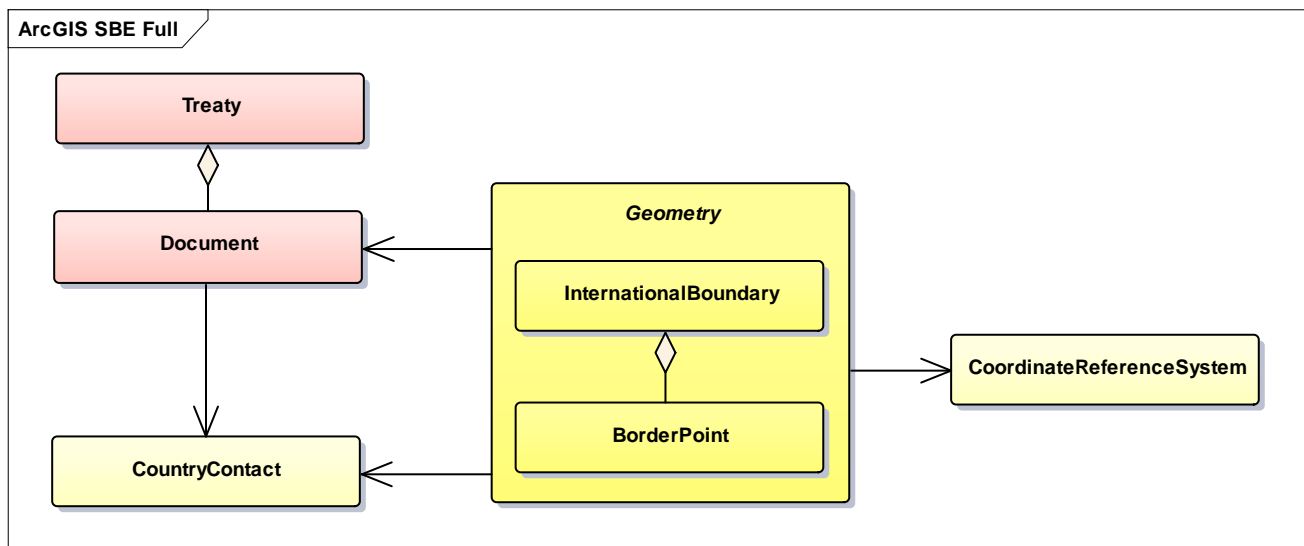 ArcGIS SBE Full
Treaty
Document
Geometry
InternationalBoundary
BorderPoint
CoordinateReferenceSystem
CountryContact